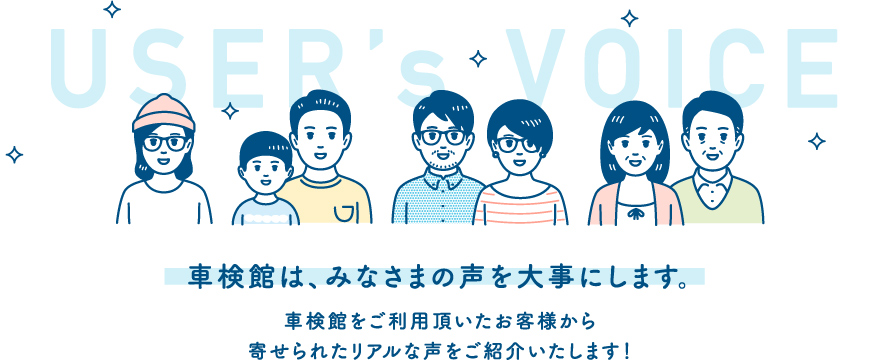 USER's VOICE
車検館は、みなさまの声を大事にします。
車検館をご利用頂いたお客様から
寄せられたリアルな声をご紹介いたします！